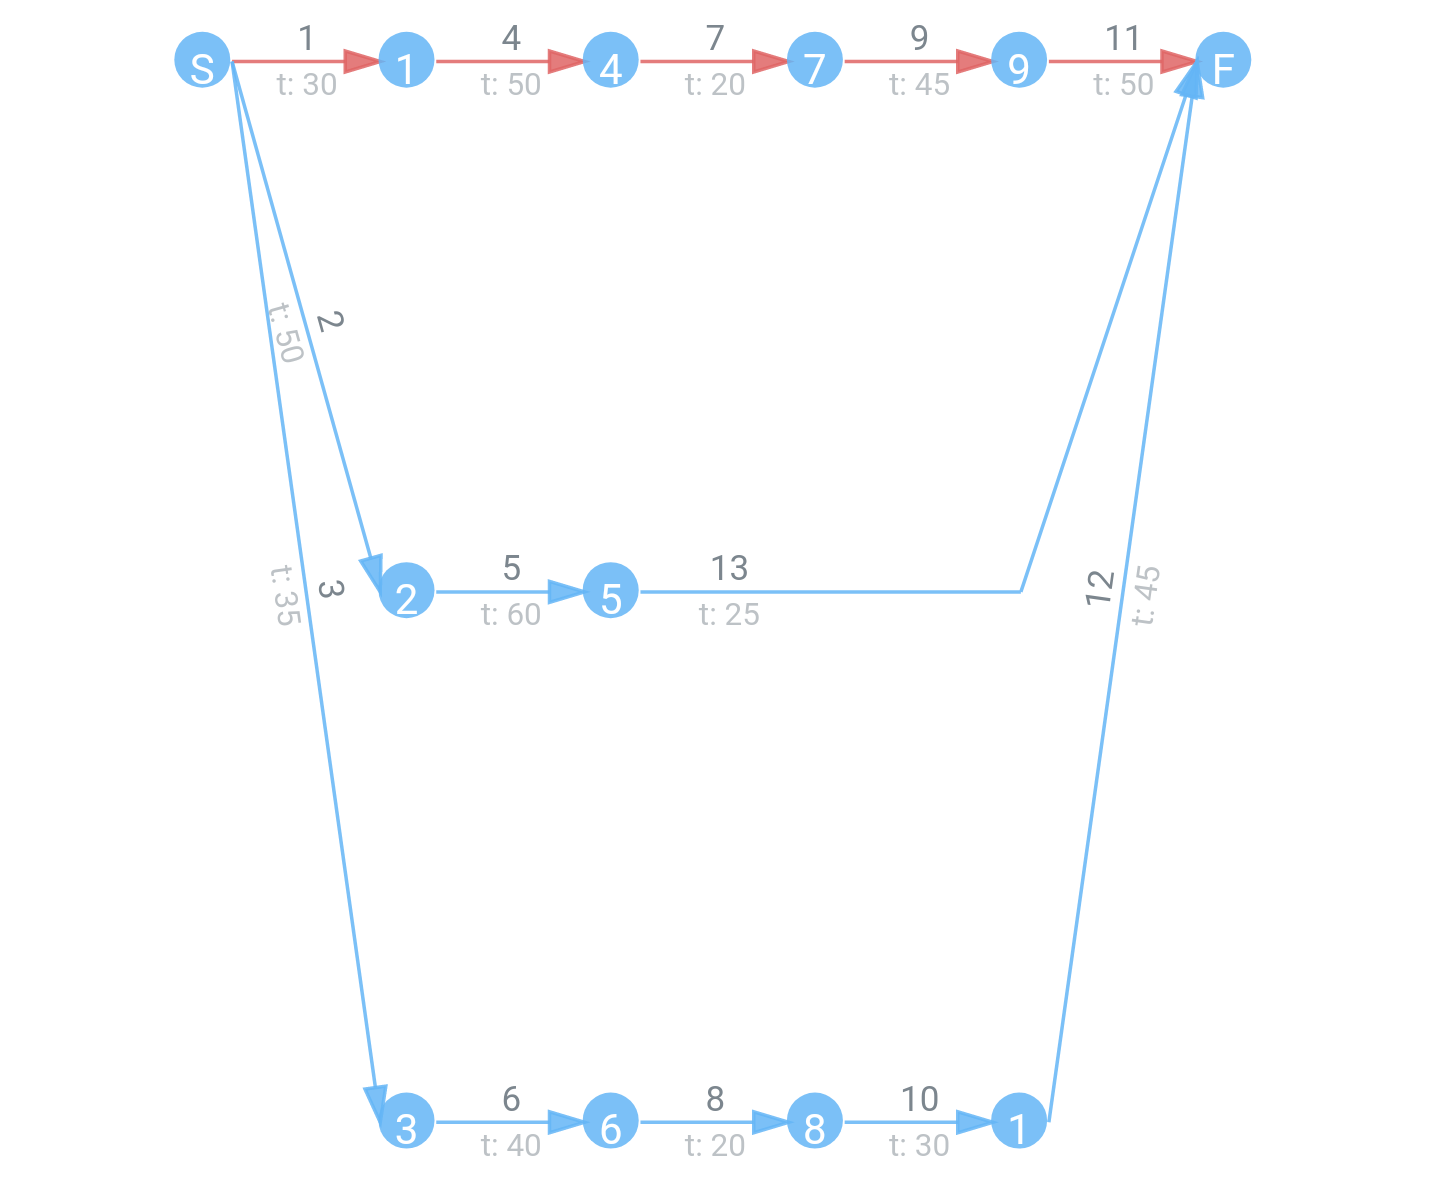 1 4 7 9 11
S 1 4 7 9 F
t: 30 t: 50 t: 20 t: 45 t: 50
2
t: 50
5 13
3 12
t: 35 t: 45
2 5
t: 60 t: 25
6 8 10
3 6 8 1
t: 40 t: 20 t: 30